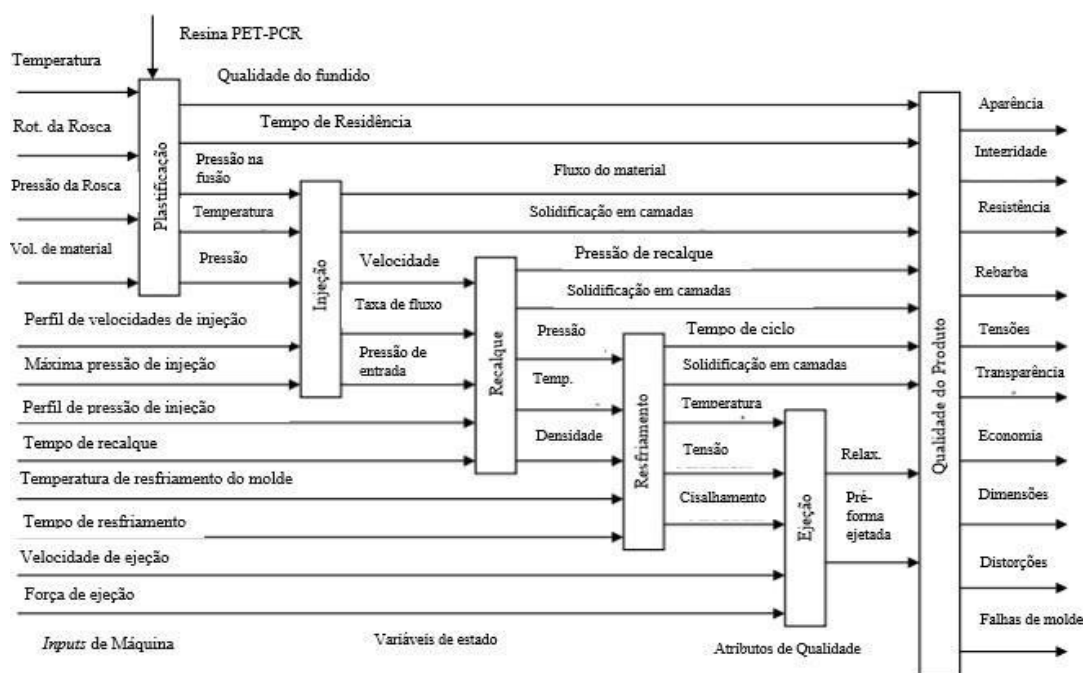 Resina PET-PCR
Temperatura
Qualidade do fundido
Aparência
Rot. da Rosca
Tempo de Residência
Integridade
Pressão na
fusão
Fluxo do material
Pressão da Rosca
Plastificação
Temperatura
Solidificação em camadas
Resistência
Vol. de material
Pressão
Injeção
Velocidade
Pressão de recalque
Rebarba
Taxa de fluxo
Solidificação em camadas
Perfil de velocidades de injeção
Pressão
Tempo de ciclo
Tensões
Máxima pressão de injeção
Pressão de
entrada
Recalque
Temp.
Solidificação em camadas
Transparência
Perfil de pressão de injeção
Temperatura
Qualidade do Produto
Tempo de recalque
Densidade
Resfriamento
Tensão
Relax.
Economia
Temperatura de resfriamento do molde
Cisalhamento
Pré-
forma
ejetada
Dimensões
Tempo de resfriamento
Ejeção
Velocidade de ejeção
Distorções
Força de ejeção
Falhas de molde
Inputs de Máquina
Variáveis de estado
Atributos de Qualidade